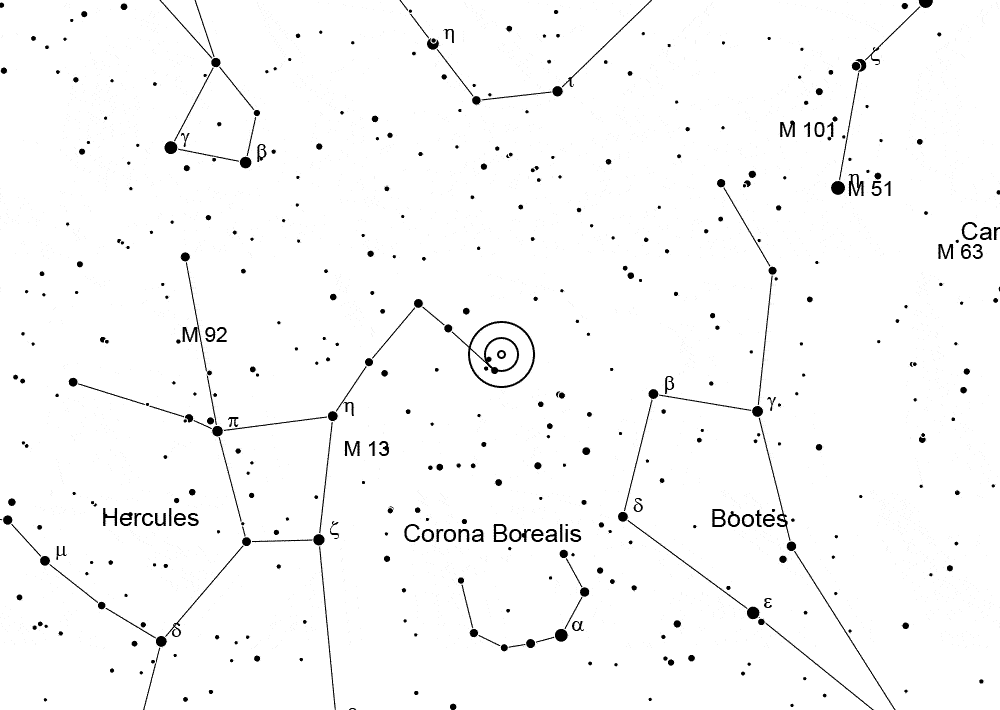 η
ζ
ι
M 101
γ
β
η
M 51
Car
M 63
M 92
β
γ
η
π
M 13
δ
Hercules
Bootes
ζ
Corona Borealis
μ
ε
α
δ